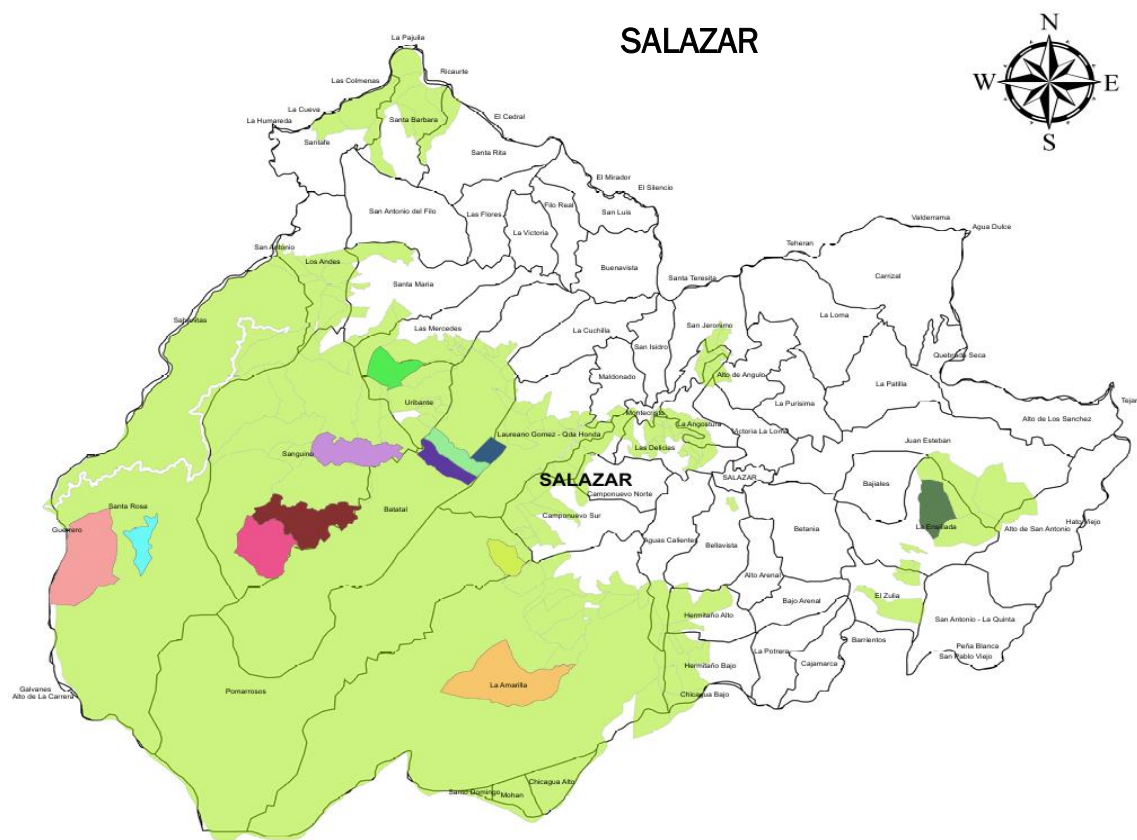 SALAZAR
N
W
E
S
La Pajuila
Ricaurte
Las Colmenas
La Cueva
La Humareda
Santa Barbara
El Cedral
Santafe
Santa Rita
El Mirador
El Silencio
San Antonio del Filo
Las Flores
Filo Real
San Luis
La Victoria
Valderrama
Agua Dulce
Teheran
San Antonio
Los Andes
Buenavista
Santa Teresita
Carrizal
Santa Maria
Sabanitas
Las Mercedes
La Cuchilla
San Jeronimo
La Loma
San Isidro
Quebrada Seca
Maldonado
Alto de Angulo
La Patilla
Uribante
La Purisima
Tejar
Montecristo
La Angostura
Alto de Los Sanchez
Laureano Gomez - Qda Honda
Victoria La Loma
Juan Esteban
Sanguino
Las Delicias
SALAZAR
SALAZAR
Bajiales
Camponuevo Norte
Santa Rosa
Batatal
Camponuevo Sur
Guerrero
Betania
La Ensillada
Alto de San Antonio
Hato Viejo
Aguas Calientes
Bellavista
Alto Arenal
Bajo Arenal
El Zulia
Hermitaño Alto
San Antonio - La Quinta
Barrientos
Peña Blanca
San Pablo Viejo
La Potrera
Cajamarca
Hermitaño Bajo
Galvanes
Alto de La Carrera
Pomarrosos
La Amarilla
Chicagua Bajo
Chicagua Alto
Santo Domingo
Mohan